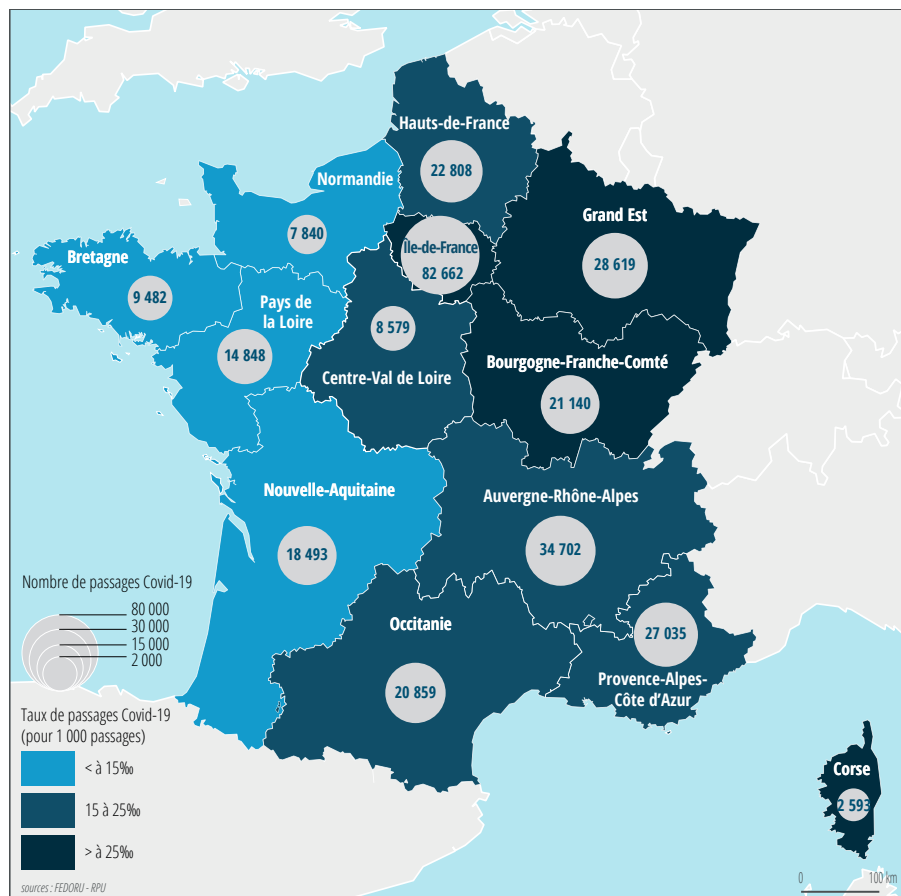 Hauts-de-France
22 808
Normandie
7 840
Île-de-France
82 662
Grand Est
28 619
Bretagne
9 482
Pays de
la Loire
14 848
8 579
Centre-Val de Loire
Bourgogne-Franche-Comté
21 140
Nouvelle-Aquitaine
18 493
Auvergne-Rhône-Alpes
34 702
Occitanie
20 859
27 035
Provence-Alpes-
Côte d'Azur
Corse
2 593
Nombre de passages Covid-19
80 000
30 000
15 000
2 000
Taux de passages Covid-19
(pour 1 000 passages)
< à 15‰
15 à 25‰
> à 25‰
sources : FEDORU - RPU
0 100 km